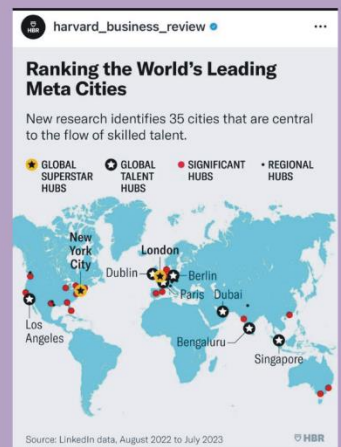 HBR
harvard_business_review
Ranking the World's Leading
Meta Cities
New research identifies 35 cities that are central
to the flow of skilled talent.
GLOBAL
SUPERSTAR
HUBS
GLOBAL
TALENT
HUBS
SIGNIFICANT
HUBS
REGIONAL
HUBS
New
York
City
London
Dublin
Berlin
Paris
Dubai
Los
Angeles
Bengaluru
Singapore
Source: LinkedIn data, August 2022 to July 2023
HBR